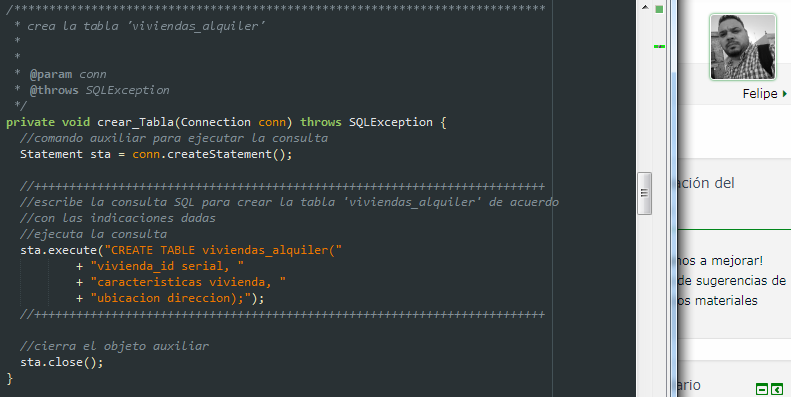 /****************************************************************************
* crea la tabla 'viviendas_alquiler'
*
*
* @param conn
* @throws SQLException
*/
private void crear_Tabla(Connection conn) throws SQLException {
//comando auxiliar para ejecutar la consulta
Statement sta = conn.createStatement();
//+++++++++++++++++++++++++++++++++++++++++++++++++++++++++++++++++++++++++
//escribe la consulta SQL para crear la tabla 'viviendas_alquiler' de acuerdo
//con las indicaciones dadas
//ejecuta la consulta
sta.execute("CREATE TABLE viviendas_alquiler("
+ "vivienda_id serial, "
+ "caracteristicas vivienda, "
+ "ubicacion direccion);");
//+++++++++++++++++++++++++++++++++++++++++++++++++++++++++++++++++++++++++
//cierra el objeto auxiliar
sta.close();
}
Felipe
ación del
nos a mejorar!
de sugerencias de
os materiales
ario